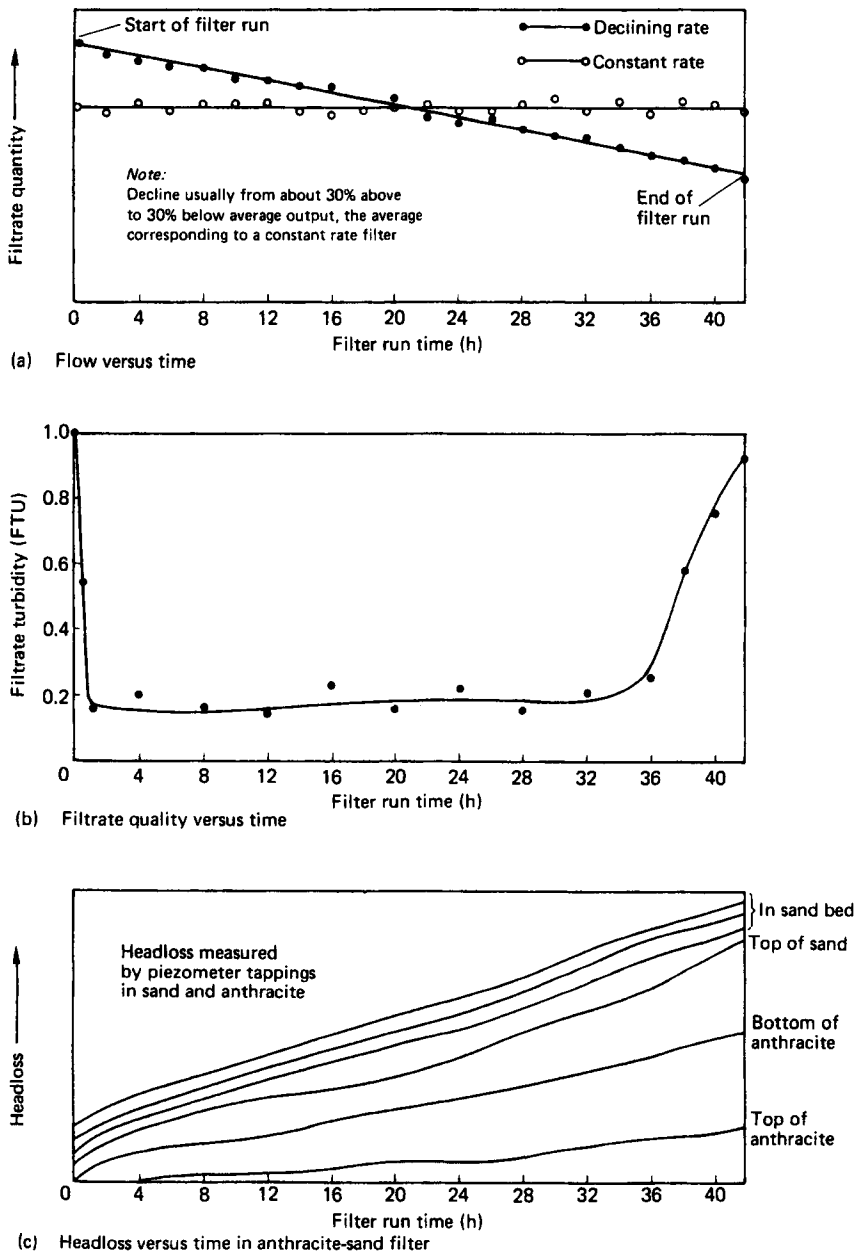 Start of filter run
Declining rate
Constant rate
Filtrate quantity
Note:
Decline usually from about 30% above
to 30% below average output, the average
corresponding to a constant rate filter
End of
filter run
0 4 8 12 16 20 24 28 32 36 40
Filter run time (h)
(a) Flow versus time
1.0
0.8
0.6
0.4
0.2
Filtrate turbidity (FTU)
0 4 8 12 16 20 24 28 32 36 40
Filter run time (h)
(b) Filtrate quality versus time
Headloss measured
by piezometer tappings
in sand and anthracite
In sand bed
Top of sand
Bottom of
anthracite
Top of
anthracite
Headloss
0 4 8 12 16 20 24 28 32 36 40
Filter run time (h)
(c) Headloss versus time in anthracite-sand filter